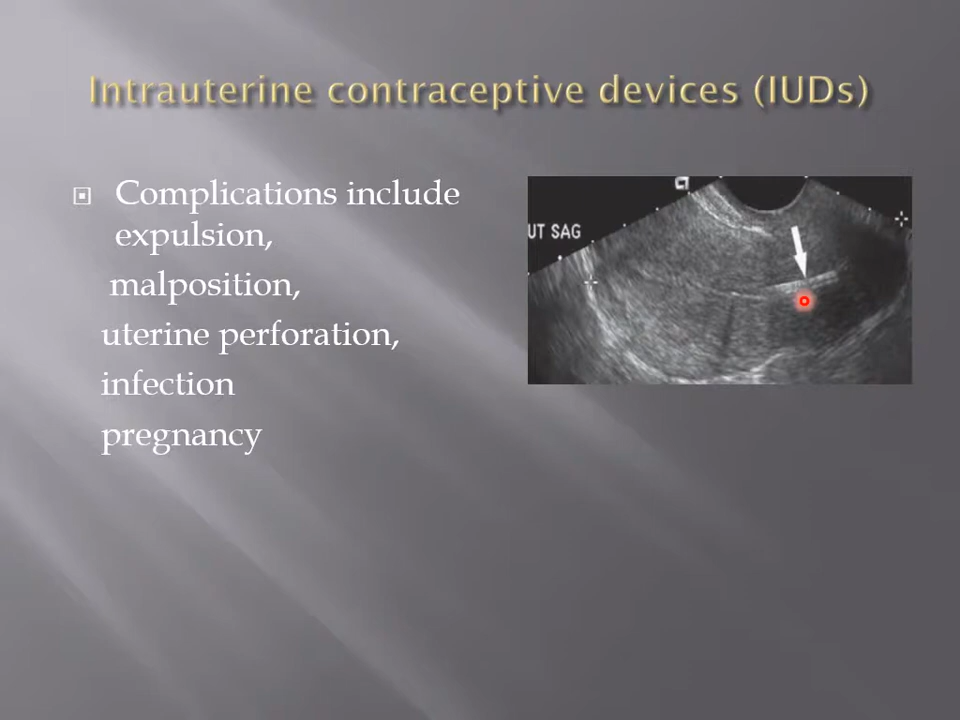 Intrauterine contraceptive devices (IUDs)
Complications include
expulsion,
malposition,
uterine perforation,
infection
pregnancy
UT SAG